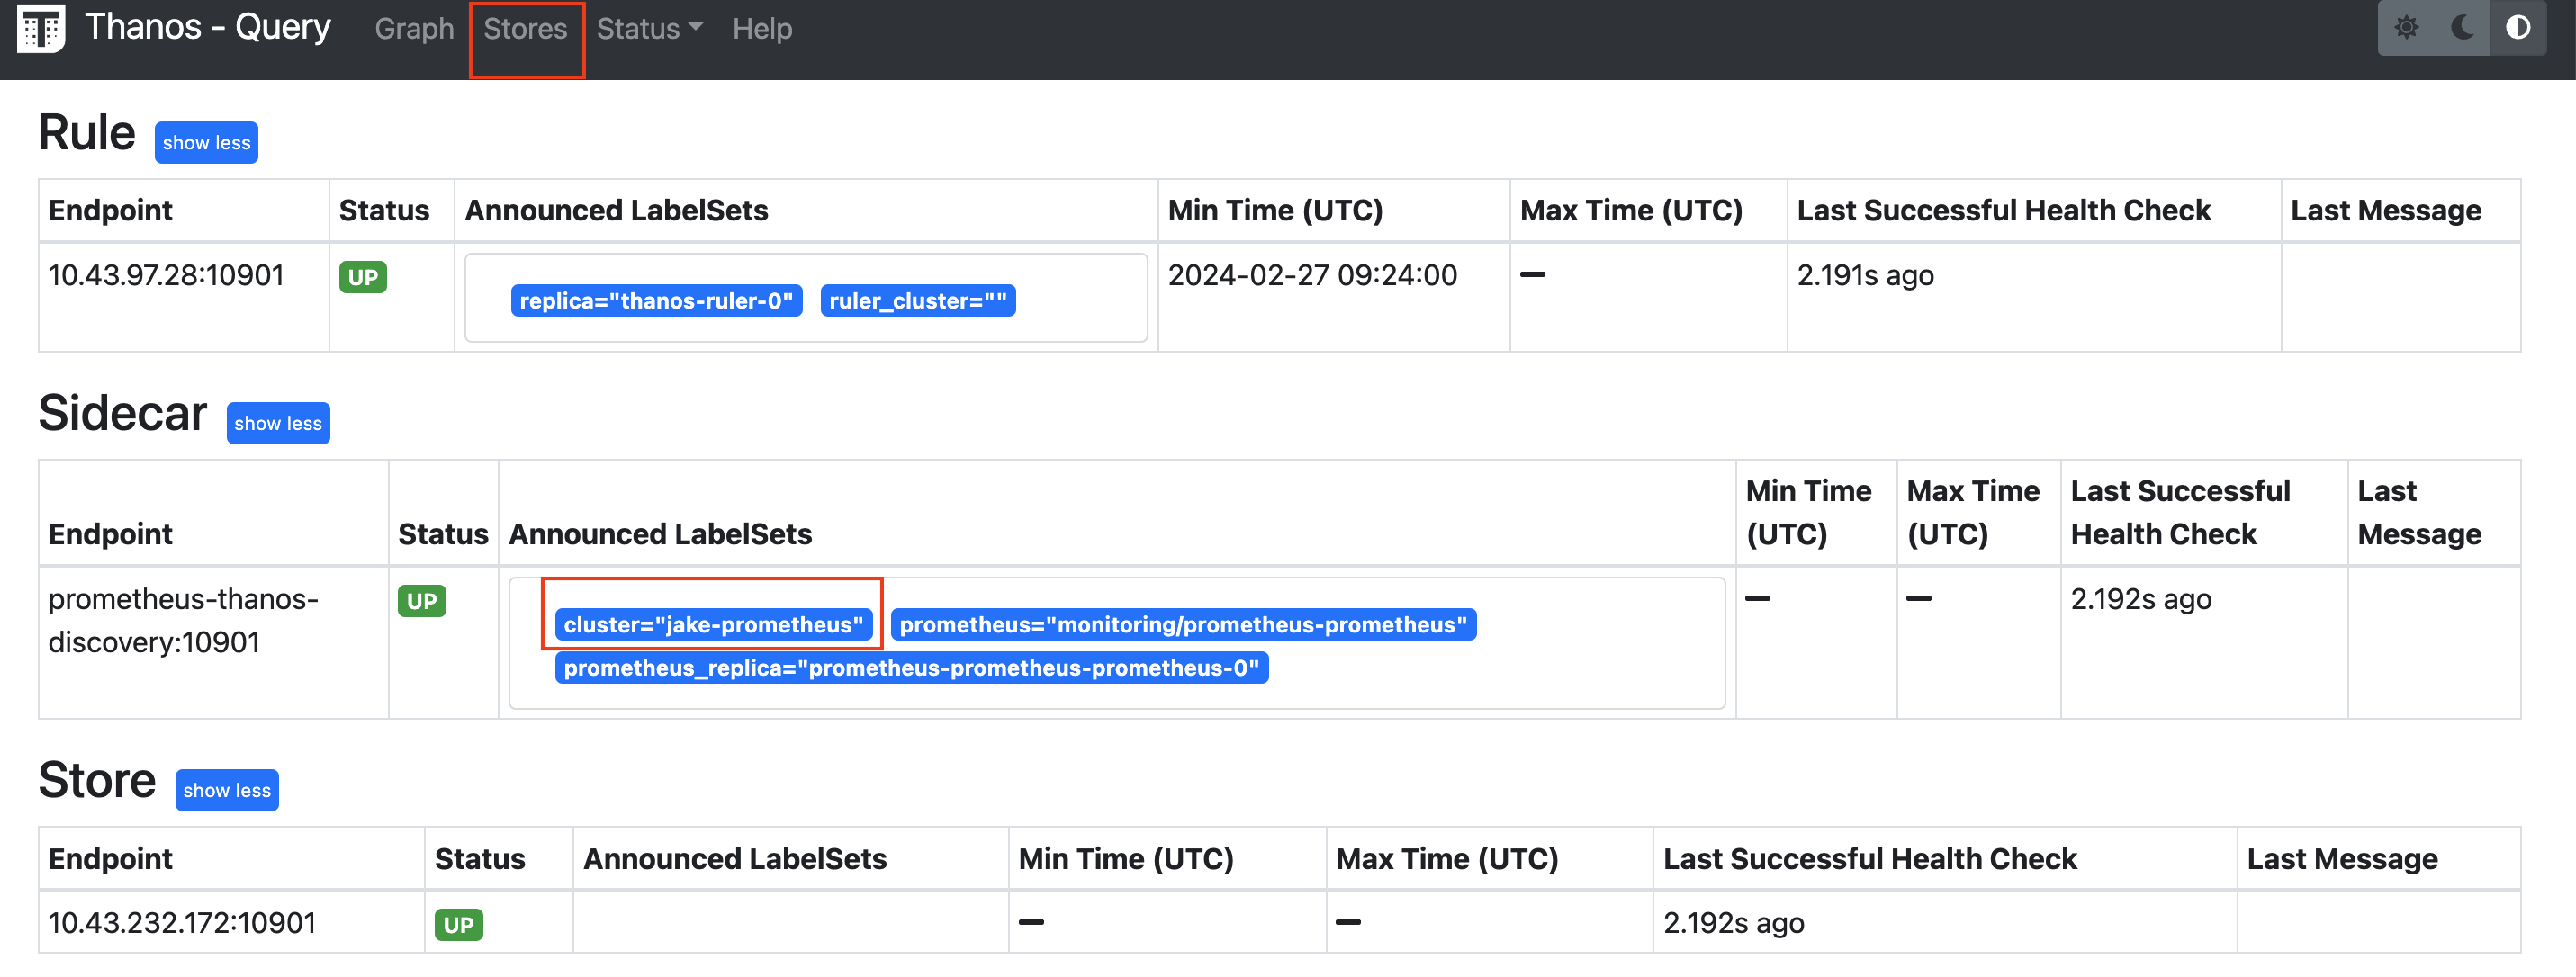 Thanos - Query Graph Stores Status Help
Rule show less
Endpoint Status Announced LabelSets Min Time (UTC) Max Time (UTC) Last Successful Health Check Last Message
10.43.97.28:10901 UP replica="thanos-ruler-0" ruler_cluster="" 2024-02-27 09:24:00 — 2.191s ago
Sidecar show less
Endpoint Status Announced LabelSets Min Time (UTC) Max Time (UTC) Last Successful Health Check Last Message
prometheus-thanos-discovery:10901 UP cluster="jake-prometheus" prometheus="monitoring/prometheus-prometheus" — — 2.192s ago
prometheus_replica="prometheus-prometheus-prometheus-0"
Store show less
Endpoint Status Announced LabelSets Min Time (UTC) Max Time (UTC) Last Successful Health Check Last Message
10.43.232.172:10901 UP — — 2.192s ago